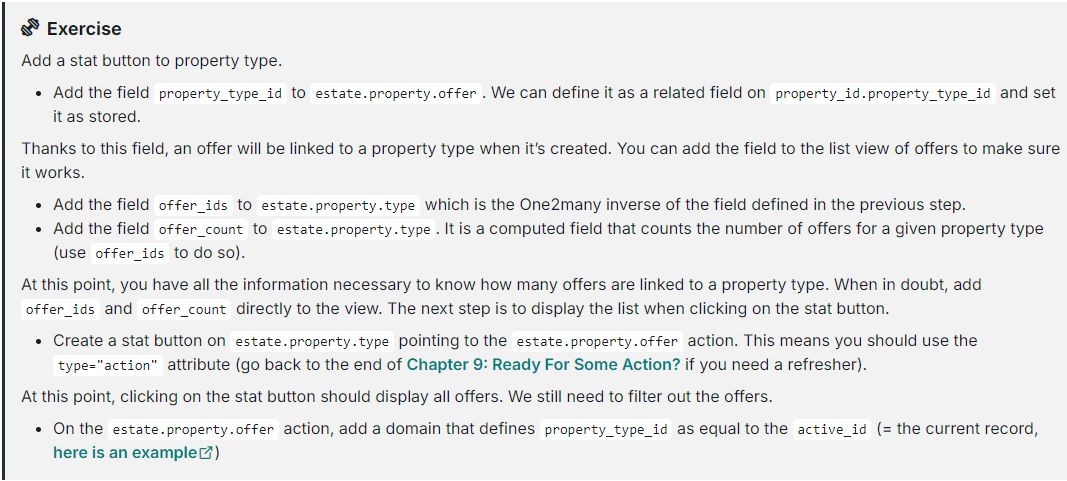 Exercise
Add a stat button to property type.
• Add the field property_type_id to estate.property.offer. We can define it as a related field on property_id.property_type_id and set
it as stored.
Thanks to this field, an offer will be linked to a property type when it’s created. You can add the field to the list view of offers to make sure
it works.
• Add the field offer_ids to estate.property.type which is the One2many inverse of the field defined in the previous step.
• Add the field offer_count to estate.property.type. It is a computed field that counts the number of offers for a given property type
(use offer_ids to do so).
At this point, you have all the information necessary to know how many offers are linked to a property type. When in doubt, add
offer_ids and offer_count directly to the view. The next step is to display the list when clicking on the stat button.
• Create a stat button on estate.property.type pointing to the estate.property.offer action. This means you should use the
type="action" attribute (go back to the end of Chapter 9: Ready For Some Action? if you need a refresher).
At this point, clicking on the stat button should display all offers. We still need to filter out the offers.
• On the estate.property.offer action, add a domain that defines property_type_id as equal to the active_id (= the current record,
here is an example)